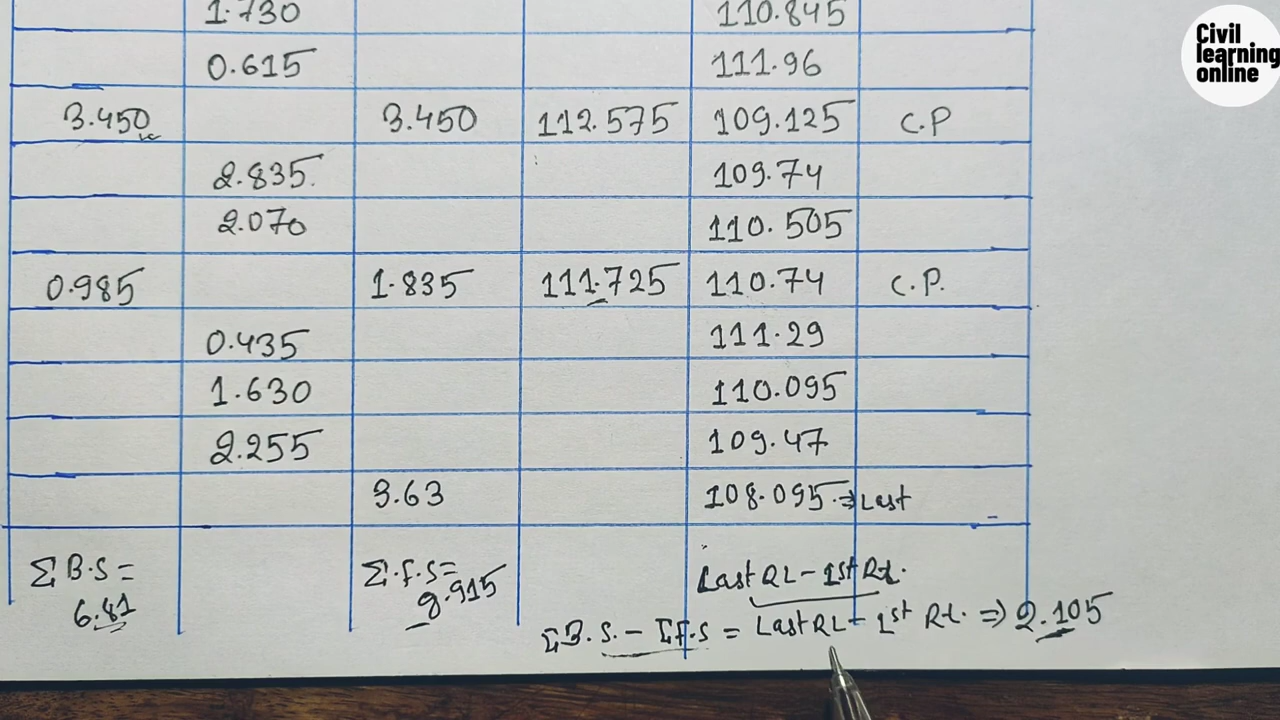 1.730 110.845
0.615 111.96
3.450 3.450 112.575 109.125 C.P
2.835. 109.74
2.070 110.505
0.985 1.835 111.725 110.74 C.P.
0.435 111.29
1.630 110.095
2.255 109.47
3.63 108.095 ⇒ Last
Σ B.S =
6.81
Σ.F.S =
8.915
Last RL - 1st RL.
ΣB.S. - ΣF.S = Last RL - 1st RL. ⇒ 2.105
Civil
learning
online